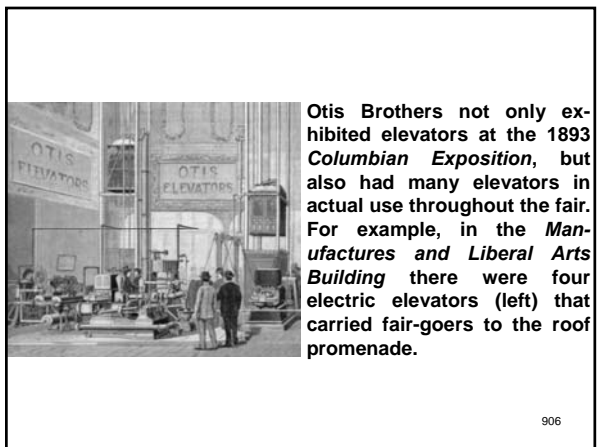 OTIS
ELEVATORS
OTIS
ELEVATORS
Otis Brothers not only ex-
hibited elevators at the 1893
Columbian Exposition, but
also had many elevators in
actual use throughout the fair.
For example, in the Man-
ufactures and Liberal Arts
Building there were four
electric elevators (left) that
carried fair-goers to the roof
promenade.
906